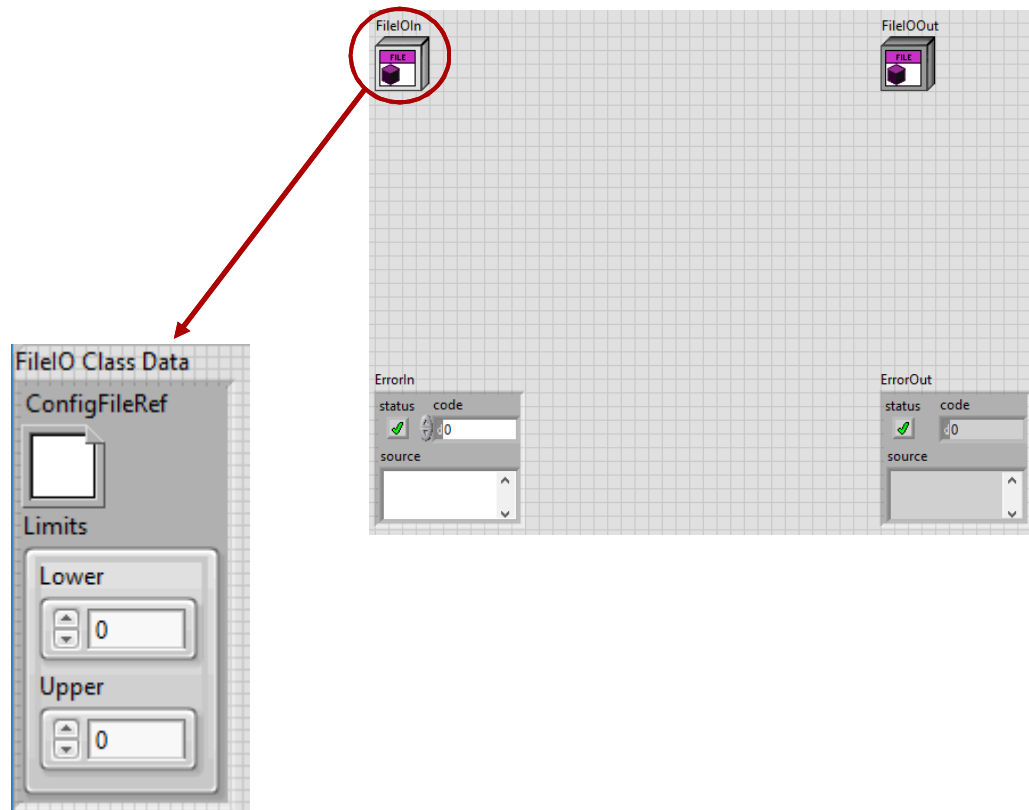 FileIOIn
FILE
FileIOOut
FILE
FileIO Class Data
ConfigFileRef
Limits
Lower
0
Upper
0
ErrorIn
status code
d 0
source
ErrorOut
status code
d 0
source